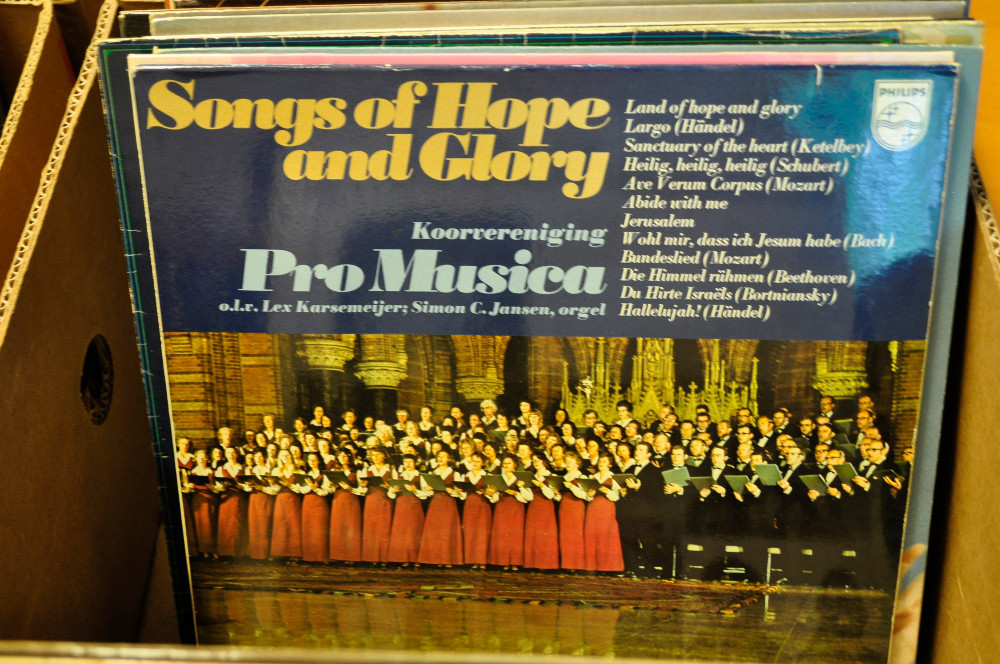 Songs of Hope
and Glory
Koorvereniging
Pro Musica
o.l.v. Lex Karsemeijer; Simon C. Jansen, orgel
Land of hope and glory
Largo (Händel)
Sanctuary of the heart (Ketelbey)
Heilig, heilig, heilig (Schubert)
Ave Verum Corpus (Mozart)
Abide with me
Jerusalem
Wohl mir, dass ich Jesum habe (Bach)
Bundeslied (Mozart)
Die Himmel rühmen (Beethoven)
Du Hirte Israëls (Bortniansky)
Hallelujah! (Händel)
PHILIPS